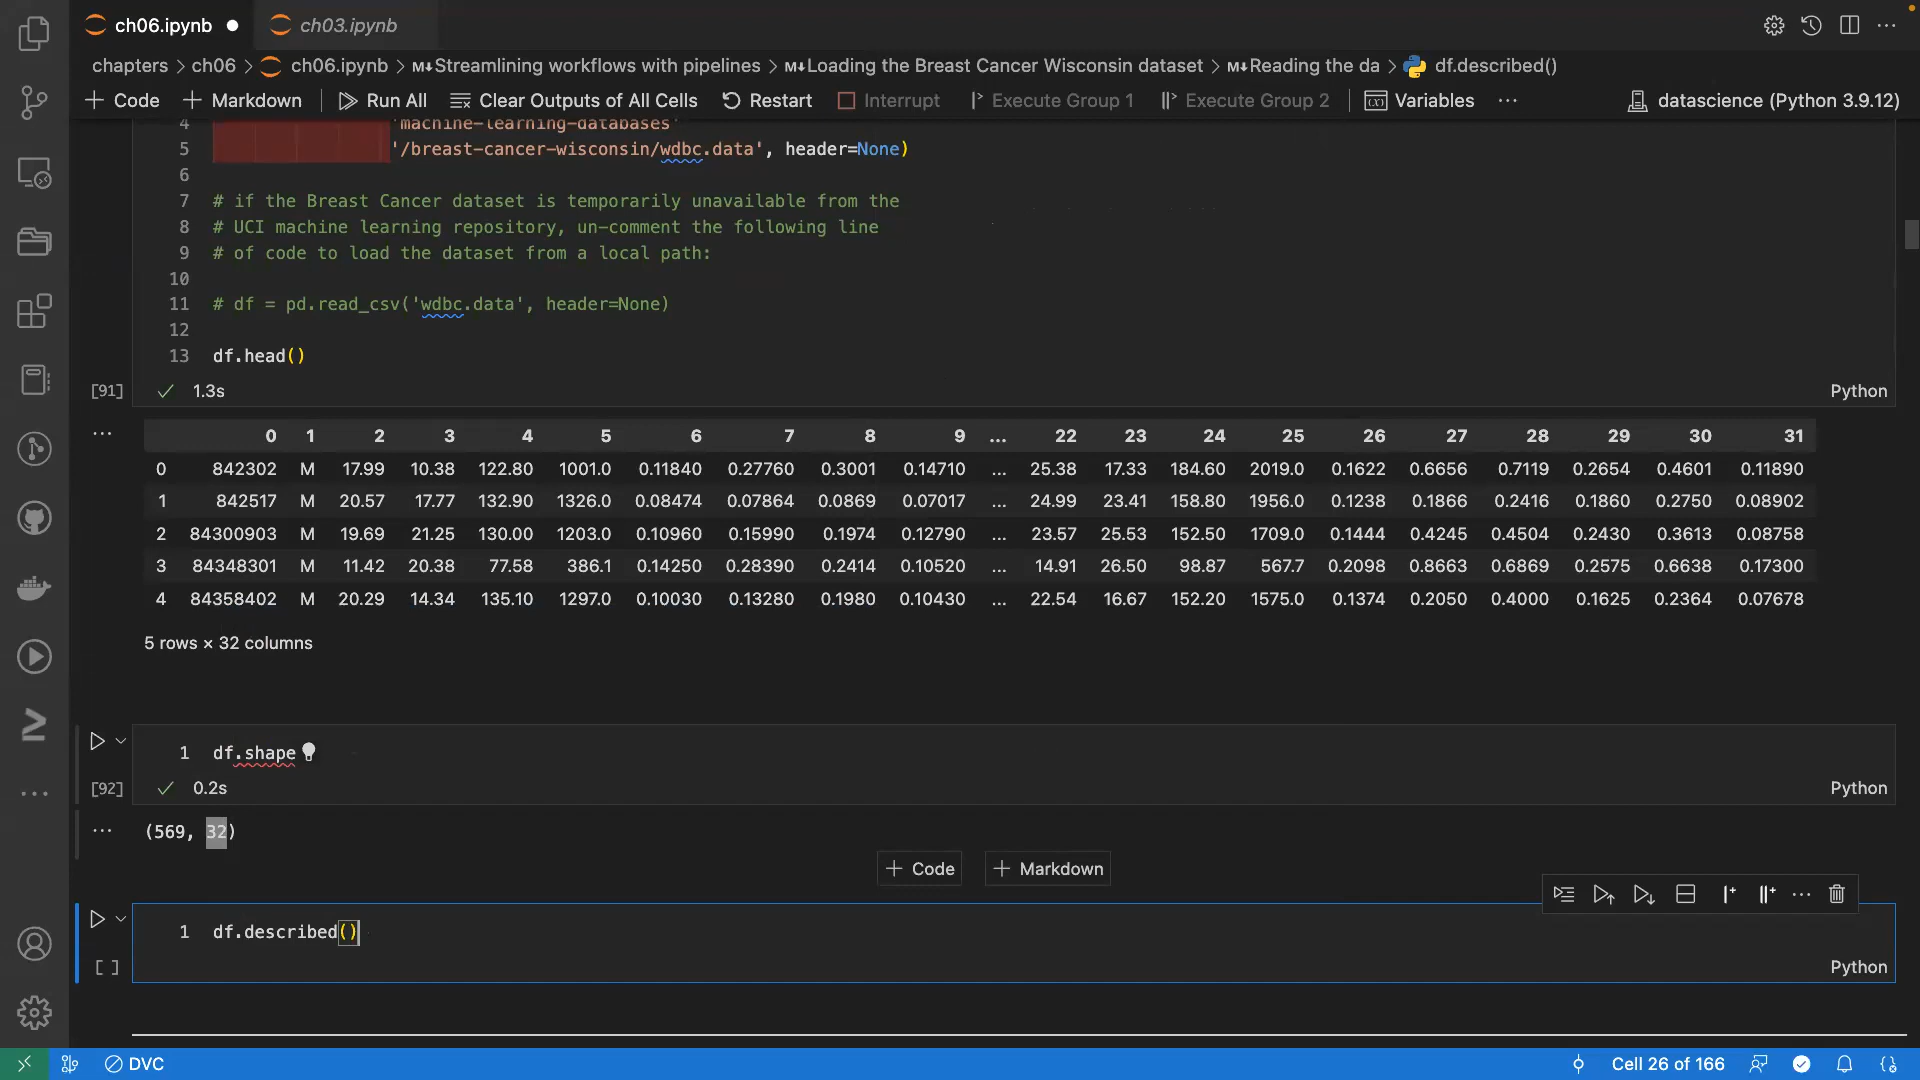 ch06.ipynb ● ch03.ipynb
chapters > ch06 > ch06.ipynb > M↓Streamlining workflows with pipelines > M↓Loading the Breast Cancer Wisconsin dataset > M↓Reading the da > df.described()
+ Code + Markdown Run All Clear Outputs of All Cells Restart Interrupt Execute Group 1 Execute Group 2 Variables ··· datascience (Python 3.9.12)
4 'machine-learning-databases'
5 '/breast-cancer-wisconsin/wdbc.data', header=None)
6
7 # if the Breast Cancer dataset is temporarily unavailable from the
8 # UCI machine learning repository, un-comment the following line
9 # of code to load the dataset from a local path:
10
11 # df = pd.read_csv('wdbc.data', header=None)
12
13 df.head()
[91] 1.3s Python
0 1 2 3 4 5 6 7 8 9 ... 22 23 24 25 26 27 28 29 30 31
0 842302 M 17.99 10.38 122.80 1001.0 0.11840 0.27760 0.3001 0.14710 ... 25.38 17.33 184.60 2019.0 0.1622 0.6656 0.7119 0.2654 0.4601 0.11890
1 842517 M 20.57 17.77 132.90 1326.0 0.08474 0.07864 0.0869 0.07017 ... 24.99 23.41 158.80 1956.0 0.1238 0.1866 0.2416 0.1860 0.2750 0.08902
2 84300903 M 19.69 21.25 130.00 1203.0 0.10960 0.15990 0.1974 0.12790 ... 23.57 25.53 152.50 1709.0 0.1444 0.4245 0.4504 0.2430 0.3613 0.08758
3 84348301 M 11.42 20.38 77.58 386.1 0.14250 0.28390 0.2414 0.10520 ... 14.91 26.50 98.87 567.7 0.2098 0.8663 0.6869 0.2575 0.6638 0.17300
4 84358402 M 20.29 14.34 135.10 1297.0 0.10030 0.13280 0.1980 0.10430 ... 22.54 16.67 152.20 1575.0 0.1374 0.2050 0.4000 0.1625 0.2364 0.07678
5 rows × 32 columns
1 df.shape
[92] 0.2s Python
(569, 32)
+ Code + Markdown
1 df.described()
[ ] Python
DVC Cell 26 of 166